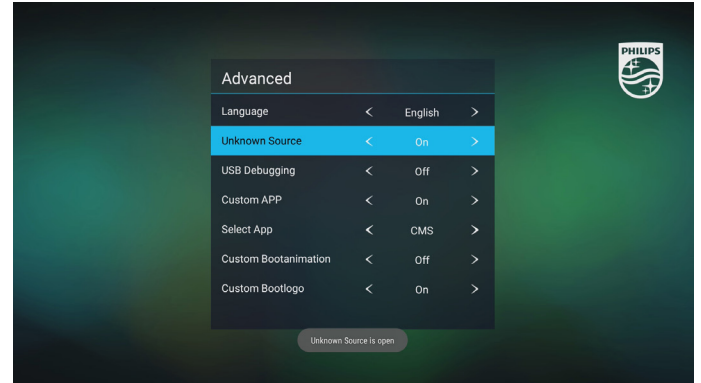 PHILIPS
Advanced
Language < English >
Unknown Source < On >
USB Debugging < Off >
Custom APP < On >
Select App < CMS >
Custom Bootanimation < Off >
Custom Bootlogo < On >
Unknown Source is open